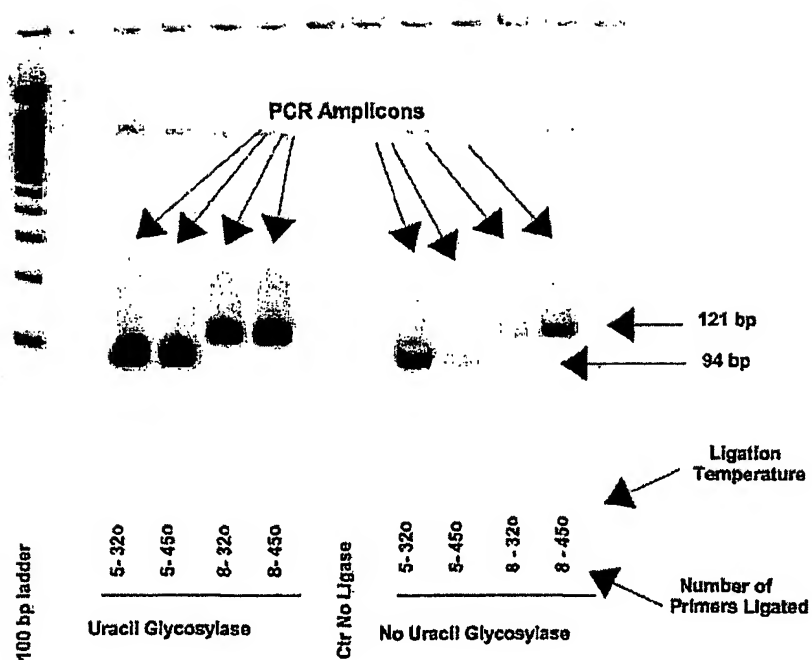 PCR Amplicons
121 bp
94 bp
Ligation
Temperature
100 bp ladder
5-32o
5-45o
8-32o
8-45o
Uracil Glycosylase
Ctr No Ligase
5-32o
5-45o
8-32o
8-45o
No Uracil Glycosylase
Number of
Primers Ligated